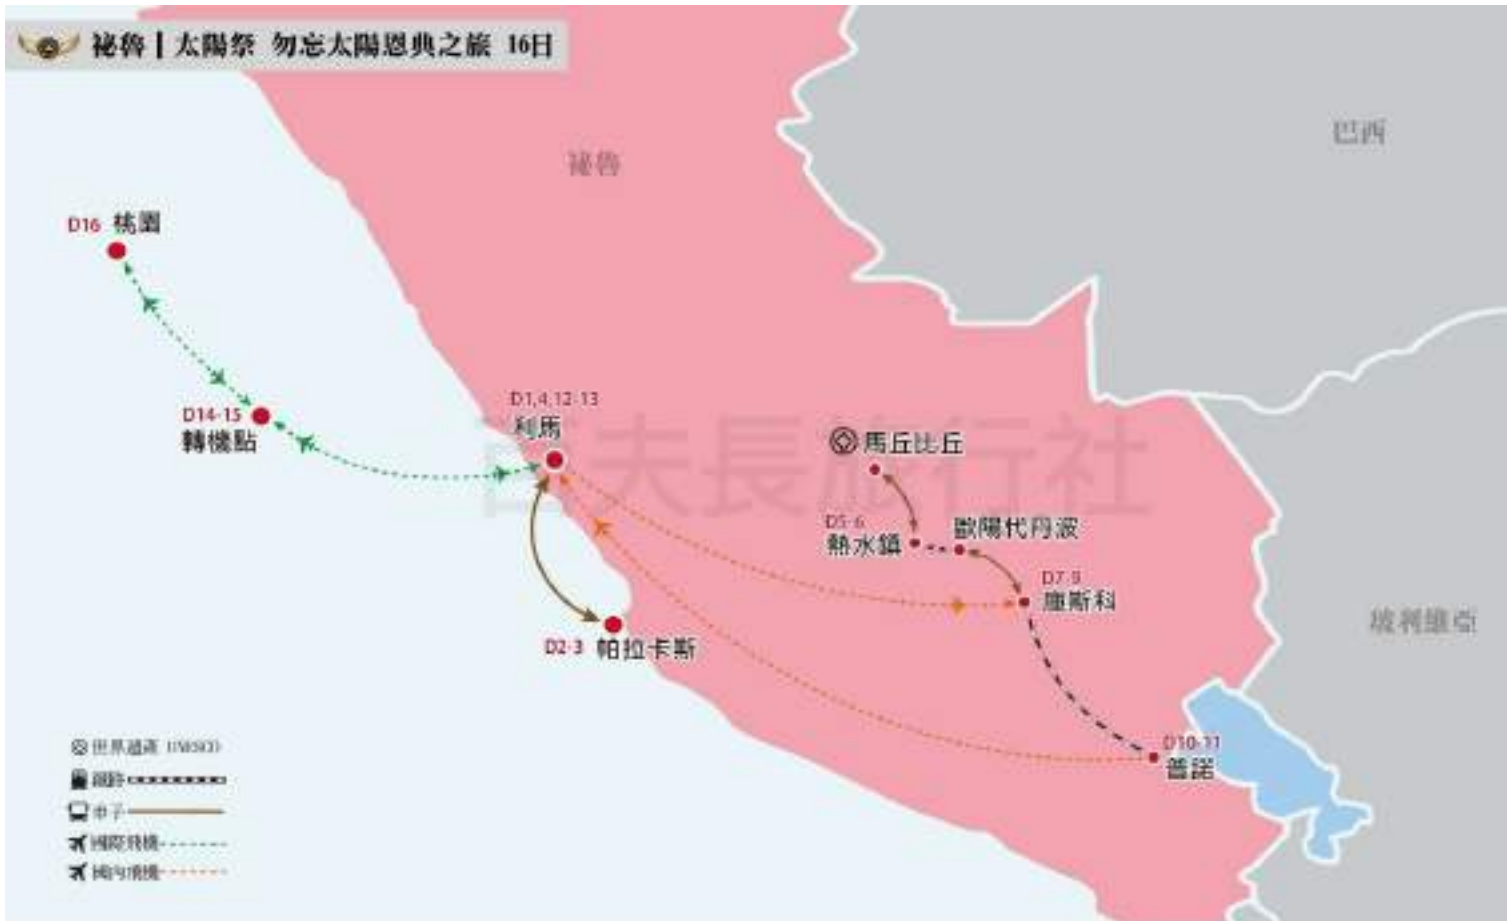 祕魯 | 太陽祭 勿忘太陽恩典之旅 16日
巴西
祕魯
D16 桃園
D1,4,12-13
利馬
D14-15
轉機點
百夫長旅行社
馬丘比丘
D5-6
熱水鎮
歐陽代丹波
D7-9
庫斯科
玻利維亞
D2-3 帕拉卡斯
D10-11
普諾
世界遺產 (UNESCO)
鐵路
車子
國際飛機
國內飛機